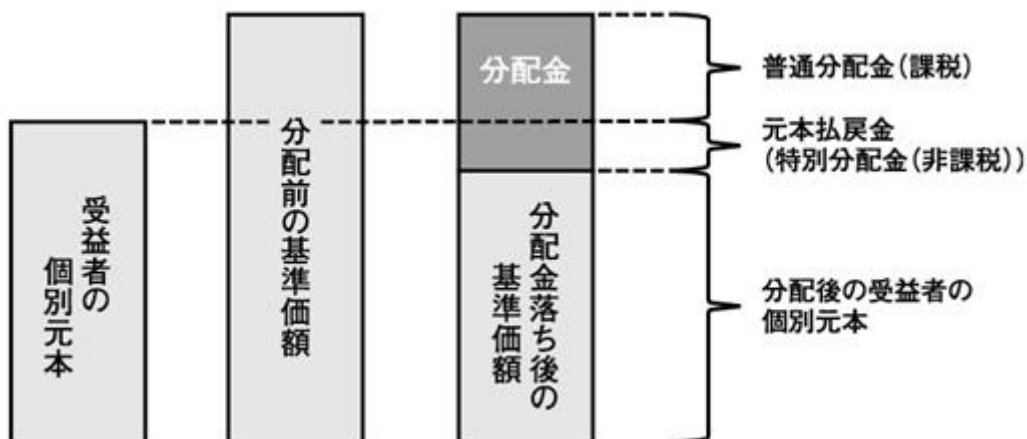 受益者の
個別元本
分配前の基準価額
分配金
分配金落ち後の
基準価額
普通分配金(課税)
元本払戻金
(特別分配金(非課税))
分配後の受益者の
個別元本